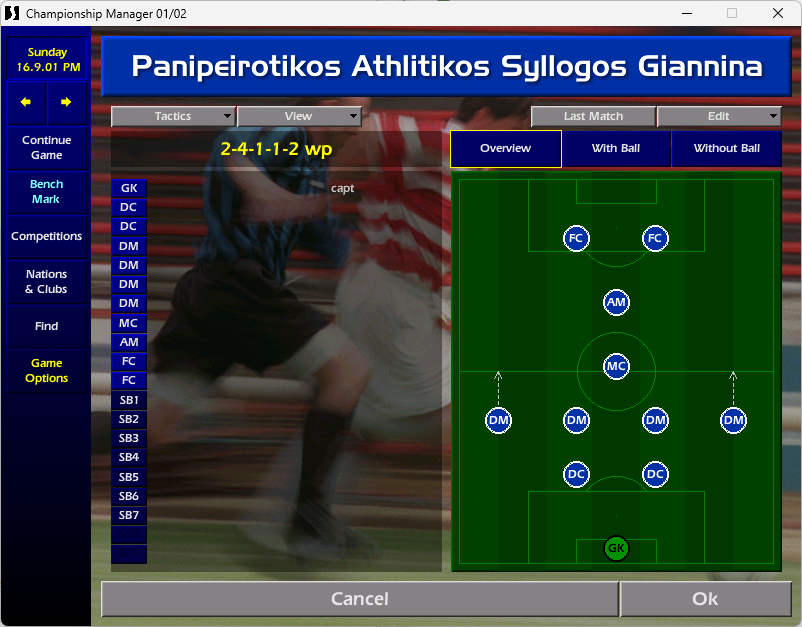 Championship Manager 01/02
Sunday
16.9.01 PM
Continue
Game
Bench
Mark
Competitions
Nations
& Clubs
Find
Game
Options
Panipeirotikos Athlitikos Syllogos Giannina
Tactics
View
Last Match
Edit
2-4-1-1-2 wp
Overview
With Ball
Without Ball
GK capt
DC
DC
DM
DM
DM
DM
MC
AM
FC
FC
SB1
SB2
SB3
SB4
SB5
SB6
SB7
FC FC
AM
MC
DM DM DM DM
DC DC
GK
Cancel
Ok